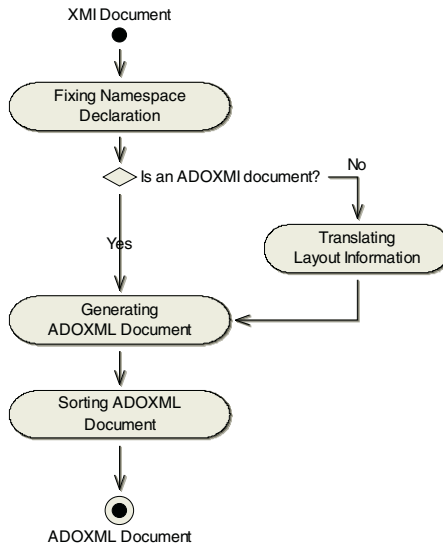 XMI Document
Fixing Namespace
Declaration
Is an ADOXMI document?
No
Yes
Translating
Layout Information
Generating
ADOXML Document
Sorting ADOXML
Document
ADOXML Document